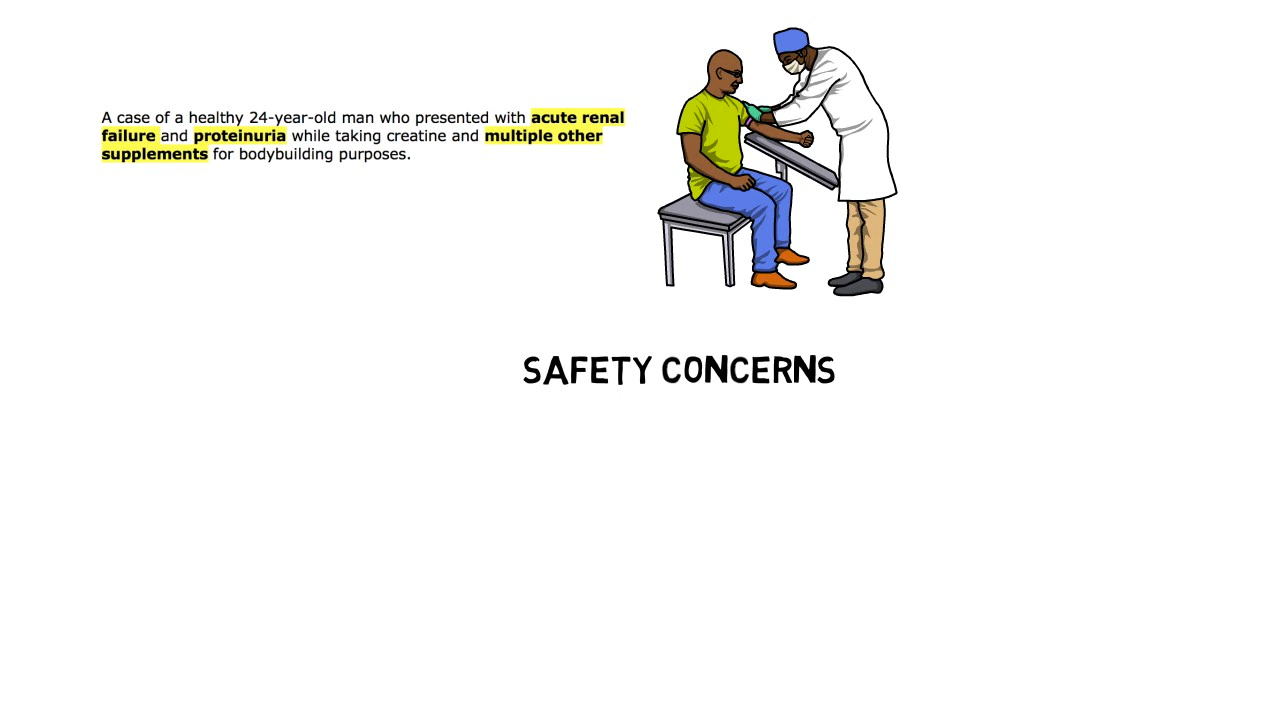 A case of a healthy 24-year-old man who presented with acute renal
failure and proteinuria while taking creatine and multiple other
supplements for bodybuilding purposes.
SAFETY CONCERNS